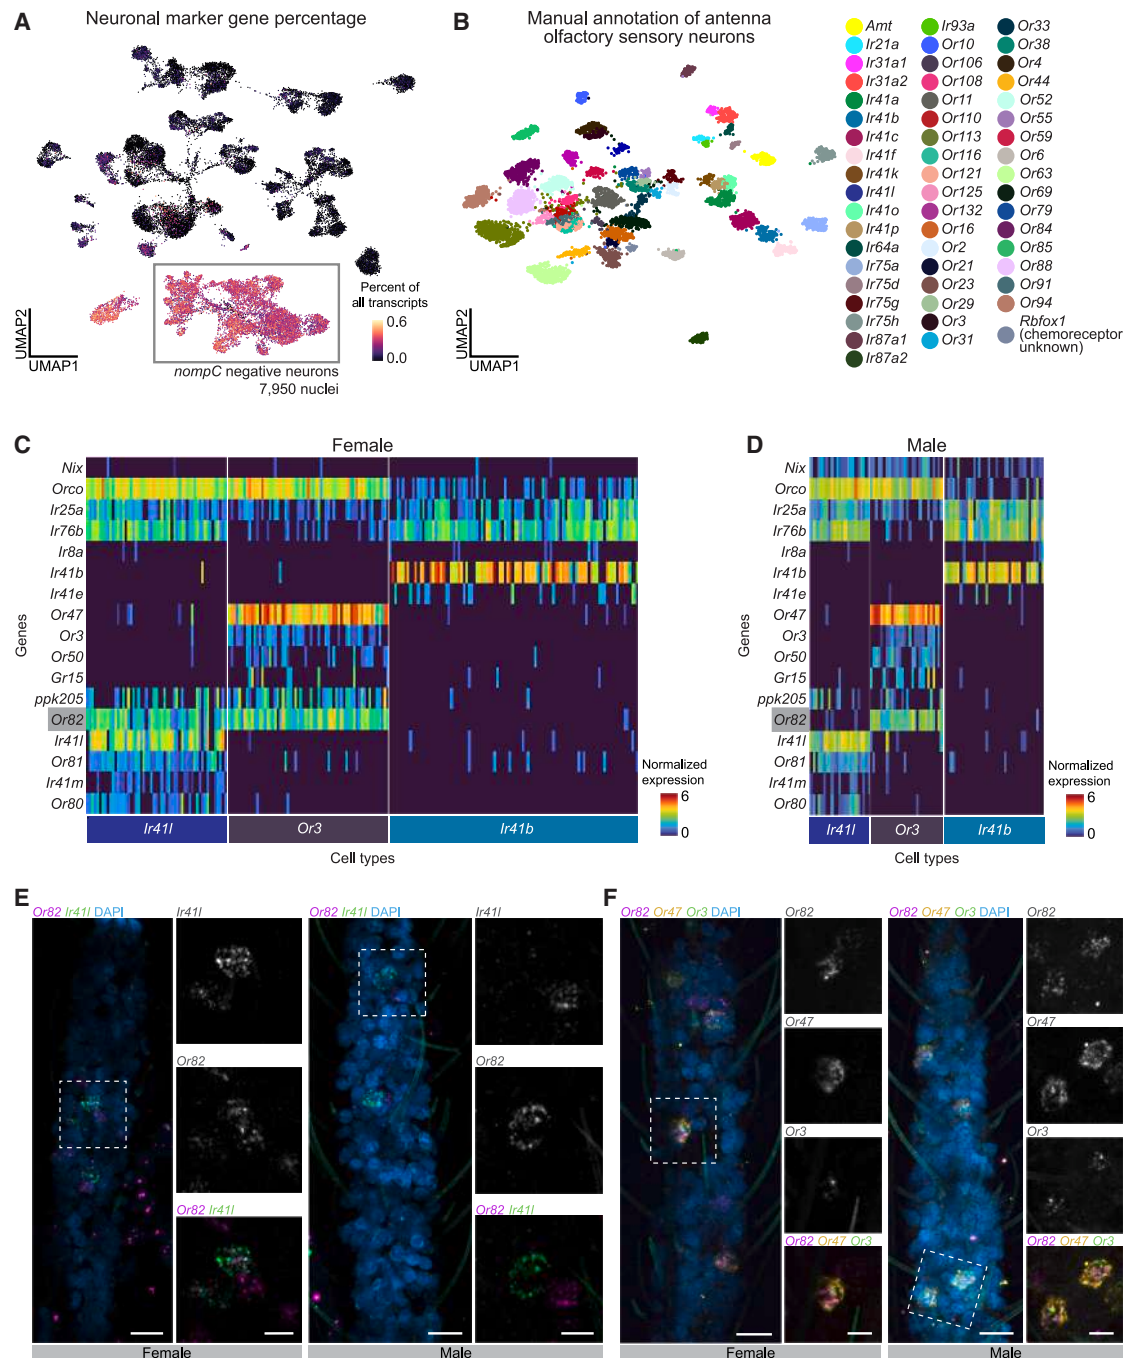 A
Neuronal marker gene percentage
UMAP2
UMAP1
Percent of
all transcripts
0.6
0.0
nompC negative neurons
7,950 nuclei
B
Manual annotation of antenna
olfactory sensory neurons
UMAP2
UMAP1
Amt
Ir21a
Ir31a1
Ir31a2
Ir41a
Ir41b
Ir41c
Ir41f
Ir41k
Ir41l
Ir41o
Ir41p
Ir64a
Ir75a
Ir75d
Ir75g
Ir75h
Ir87a1
Ir87a2
Ir93a
Or10
Or106
Or108
Or11
Or110
Or113
Or116
Or121
Or125
Or132
Or16
Or2
Or21
Or23
Or29
Or3
Or31
Or33
Or38
Or4
Or44
Or52
Or55
Or59
Or6
Or63
Or69
Or79
Or84
Or85
Or88
Or91
Or94
Rbfox1
(chemoreceptor
unknown)
C
Female
Genes
Nix
Orco
Ir25a
Ir76b
Ir8a
Ir41b
Ir41e
Or47
Or3
Or50
Gr15
ppk205
Or82
Ir41l
Or81
Ir41m
Or80
Ir41l
Or3
Ir41b
Cell types
Normalized
expression
6
0
D
Male
Genes
Nix
Orco
Ir25a
Ir76b
Ir8a
Ir41b
Ir41e
Or47
Or3
Or50
Gr15
ppk205
Or82
Ir41l
Or81
Ir41m
Or80
Ir41l
Or3
Ir41b
Cell types
Normalized
expression
6
0
E
Or82 Ir41l DAPI
Ir41l
Or82
Or82 Ir41l
Female
Or82 Ir41l DAPI
Ir41l
Or82
Or82 Ir41l
Male
F
Or82 Or47 Or3 DAPI
Or82
Or47
Or3
Or82 Or47 Or3
Female
Or82 Or47 Or3 DAPI
Or82
Or47
Or3
Or82 Or47 Or3
Male